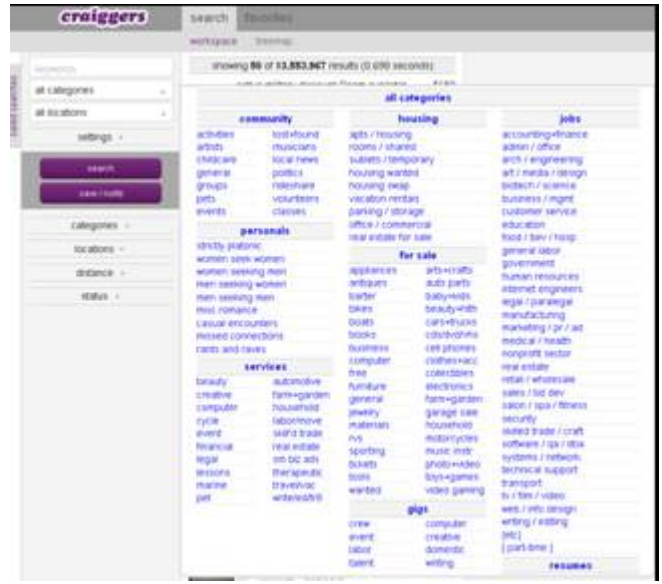 craiggers
search favorites
workspace treemap
showing 50 of 13,553,967 results (0.690 seconds)
keywords
all categories
all locations
settings
search
save / notify
categories
locations
distance
status
all categories
community
activities lost+found
artists musicians
childcare local news
general politics
groups rideshare
pets volunteers
events classes
personals
strictly platonic
women seek women
women seeking men
men seeking women
men seeking men
misc romance
casual encounters
missed connections
rants and raves
services
beauty automotive
creative farm+garden
computer household
cycle labor/move
event skill'd trade
financial real estate
legal sm biz ads
lessons therapeutic
marine travel/vac
pet write/ed/tr8
housing
apts / housing
rooms / shared
sublets / temporary
housing wanted
housing swap
vacation rentals
parking / storage
office / commercial
real estate for sale
for sale
appliances arts+crafts
antiques auto parts
barter baby+kids
bikes beauty+hlth
boats cars+trucks
books cds/dvd/vhs
business cell phones
computer clothes+acc
free collectibles
furniture electronics
general farm+garden
jewelry garage sale
materials household
rvs motorcycles
sporting music instr
tickets photo+video
tools toys+games
wanted video gaming
gigs
crew computer
event creative
labor domestic
talent writing
jobs
accounting+finance
admin / office
arch / engineering
art / media / design
biotech / science
business / mgmt
customer service
education
food / bev / hosp
general labor
government
human resources
internet engineers
legal / paralegal
manufacturing
marketing / pr / ad
medical / health
nonprofit sector
real estate
retail / wholesale
sales / biz dev
salon / spa / fitness
security
skilled trade / craft
software / qa / dba
systems / network
technical support
transport
tv / film / video
web / info design
writing / editing
[etc]
[ part-time ]
resumes